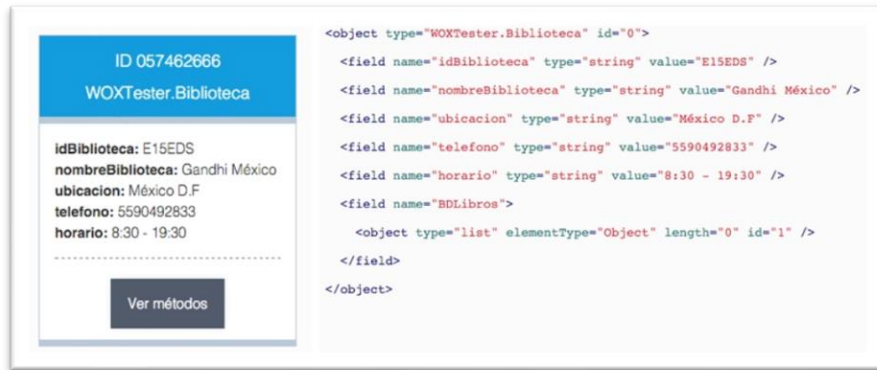 ID 057462666
WOXTester.Biblioteca
idBiblioteca: E15EDS
nombreBiblioteca: Gandhi México
ubicacion: México D.F
telefono: 5590492833
horario: 8:30 - 19:30
Ver métodos
<object type="WOXTester.Biblioteca" id="0">
<field name="idBiblioteca" type="string" value="E15EDS" />
<field name="nombreBiblioteca" type="string" value="Gandhi México" />
<field name="ubicacion" type="string" value="México D.F" />
<field name="telefono" type="string" value="5590492833" />
<field name="horario" type="string" value="8:30 - 19:30" />
<field name="BDLibros">
<object type="list" elementType="Object" length="0" id="1" />
</field>
</object>